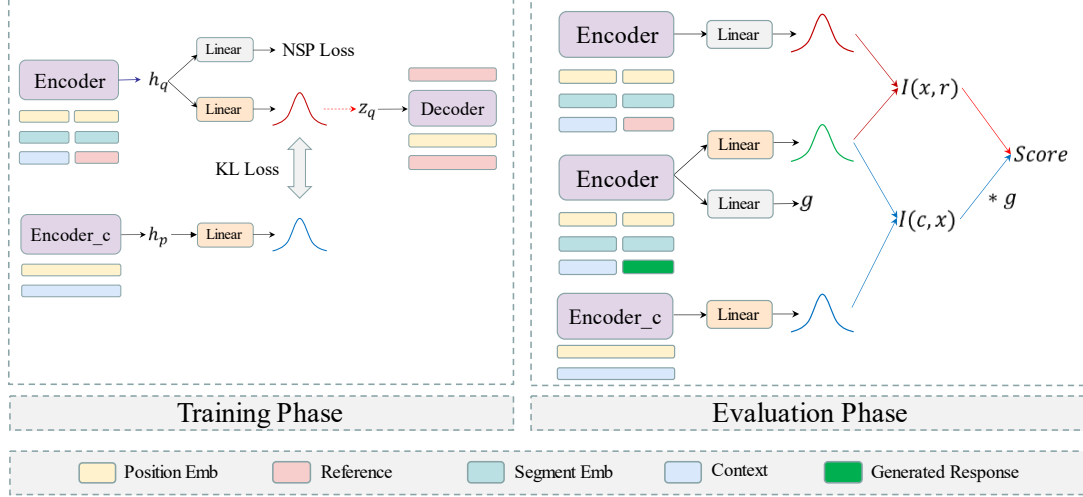 Linear
NSP Loss
Encoder
h_q
Linear
z_q
Decoder
KL Loss
Encoder_c
h_p
Linear
Training Phase
Encoder
Linear
I(x, r)
Linear
Encoder
Score
Linear
g
* g
I(c, x)
Encoder_c
Linear
Evaluation Phase
Position Emb
Reference
Segment Emb
Context
Generated Response